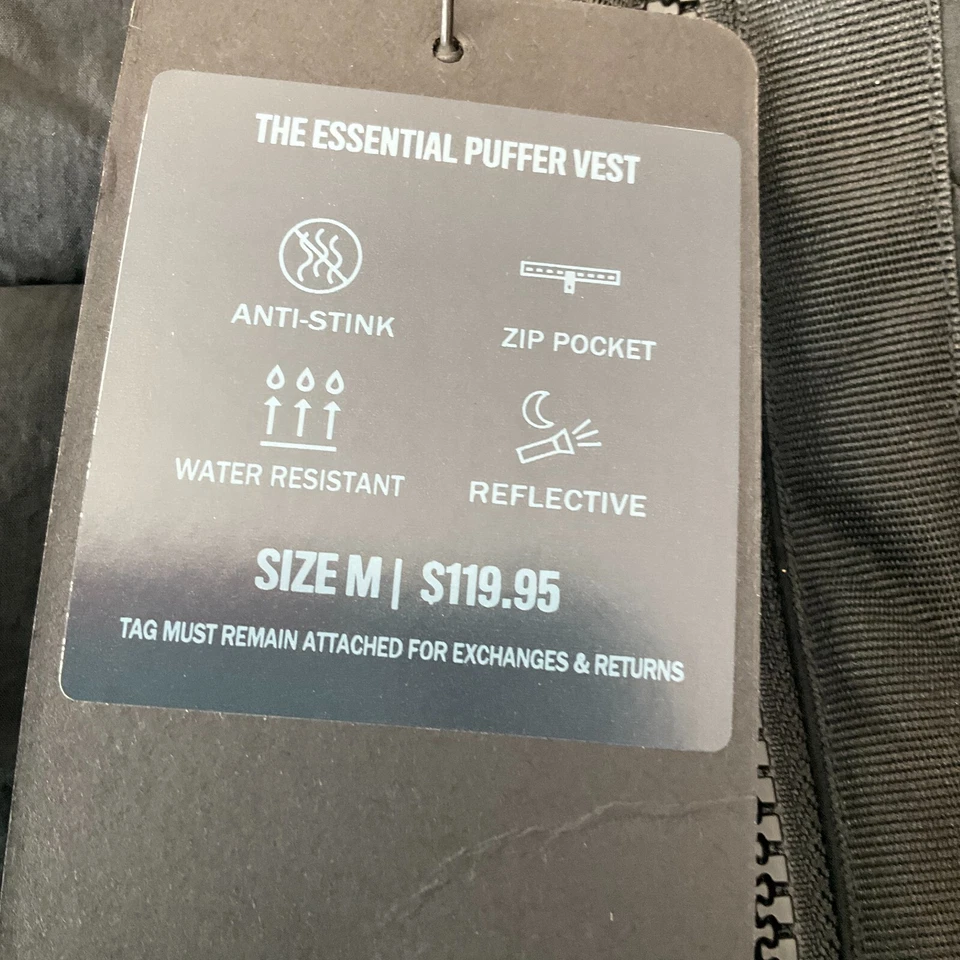 THE ESSENTIAL PUFFER VEST
ANTI-STINK
ZIP POCKET
WATER RESISTANT
REFLECTIVE
SIZE M | $119.95
TAG MUST REMAIN ATTACHED FOR EXCHANGES & RETURNS